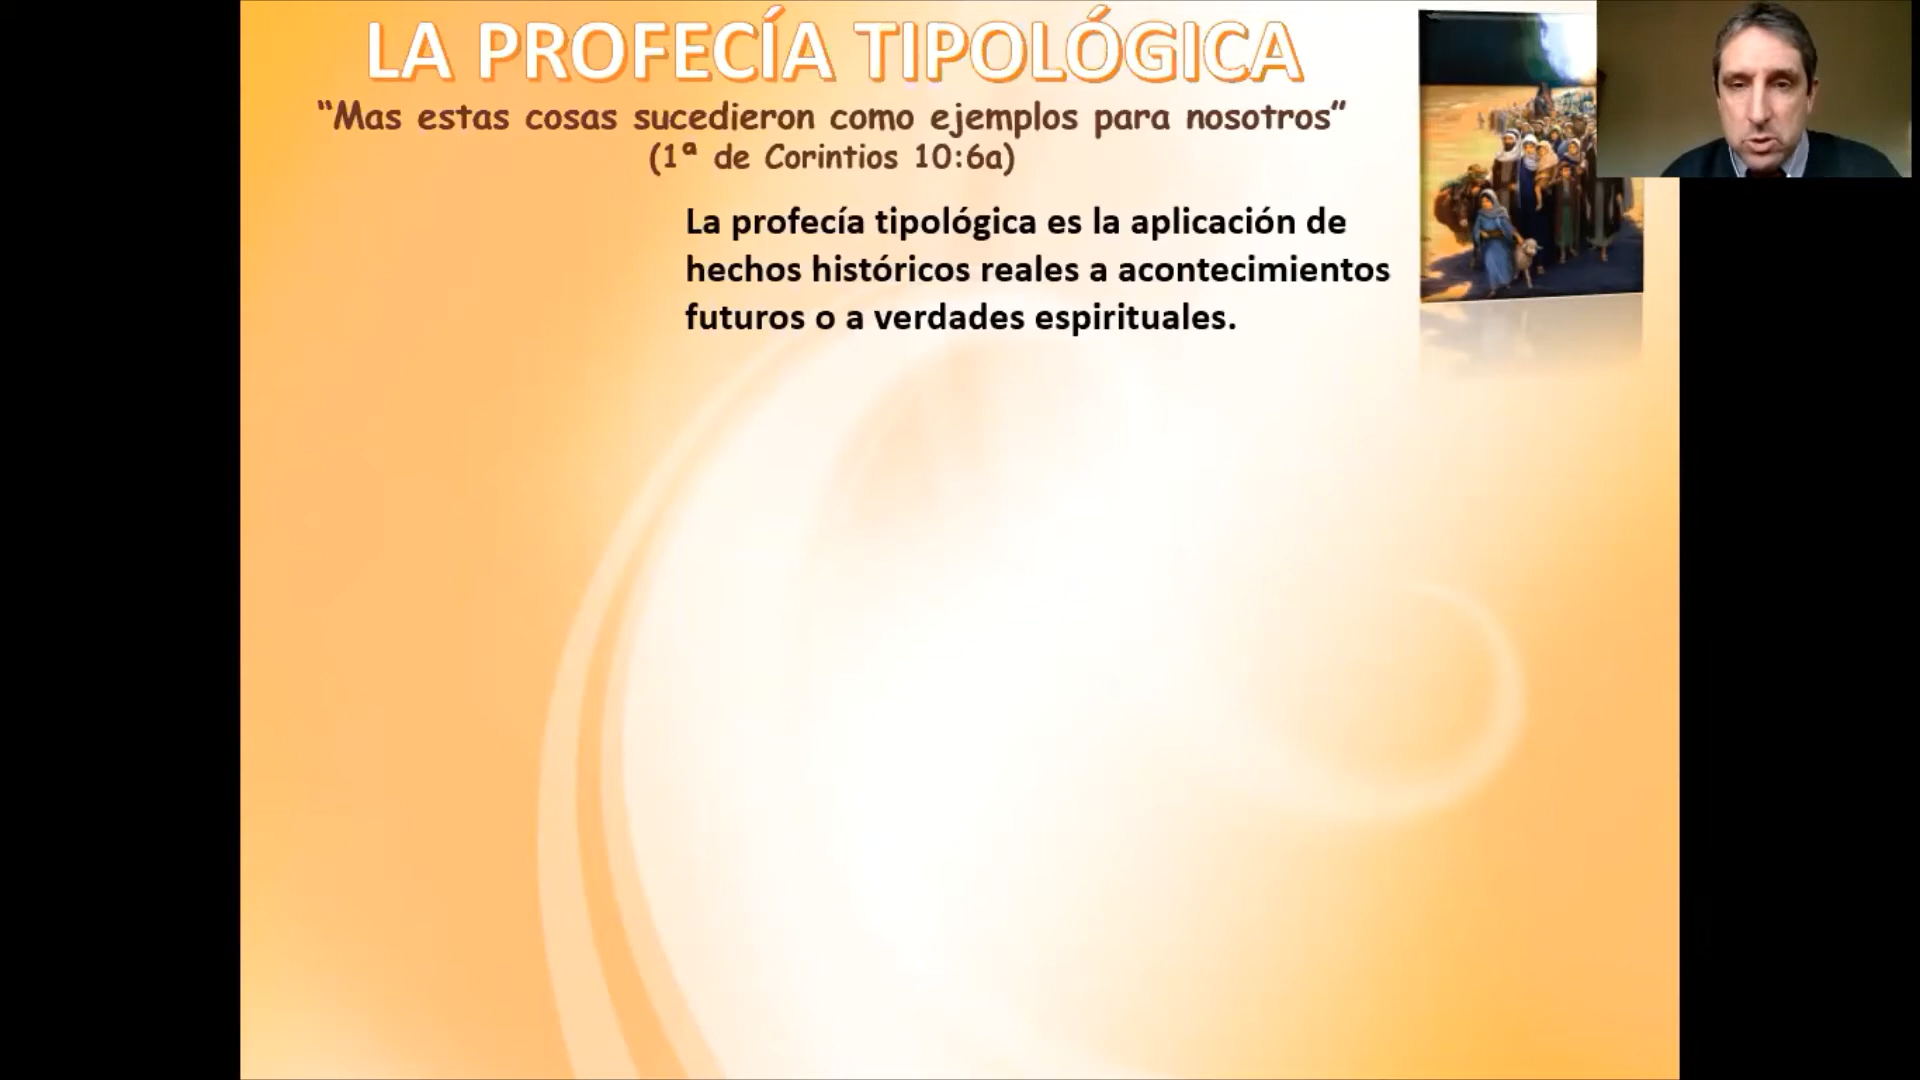 LA PROFECÍA TIPOLÓGICA
“Mas estas cosas sucedieron como ejemplos para nosotros”
(1ª de Corintios 10:6a)
La profecía tipológica es la aplicación de
hechos históricos reales a acontecimientos
futuros o a verdades espirituales.